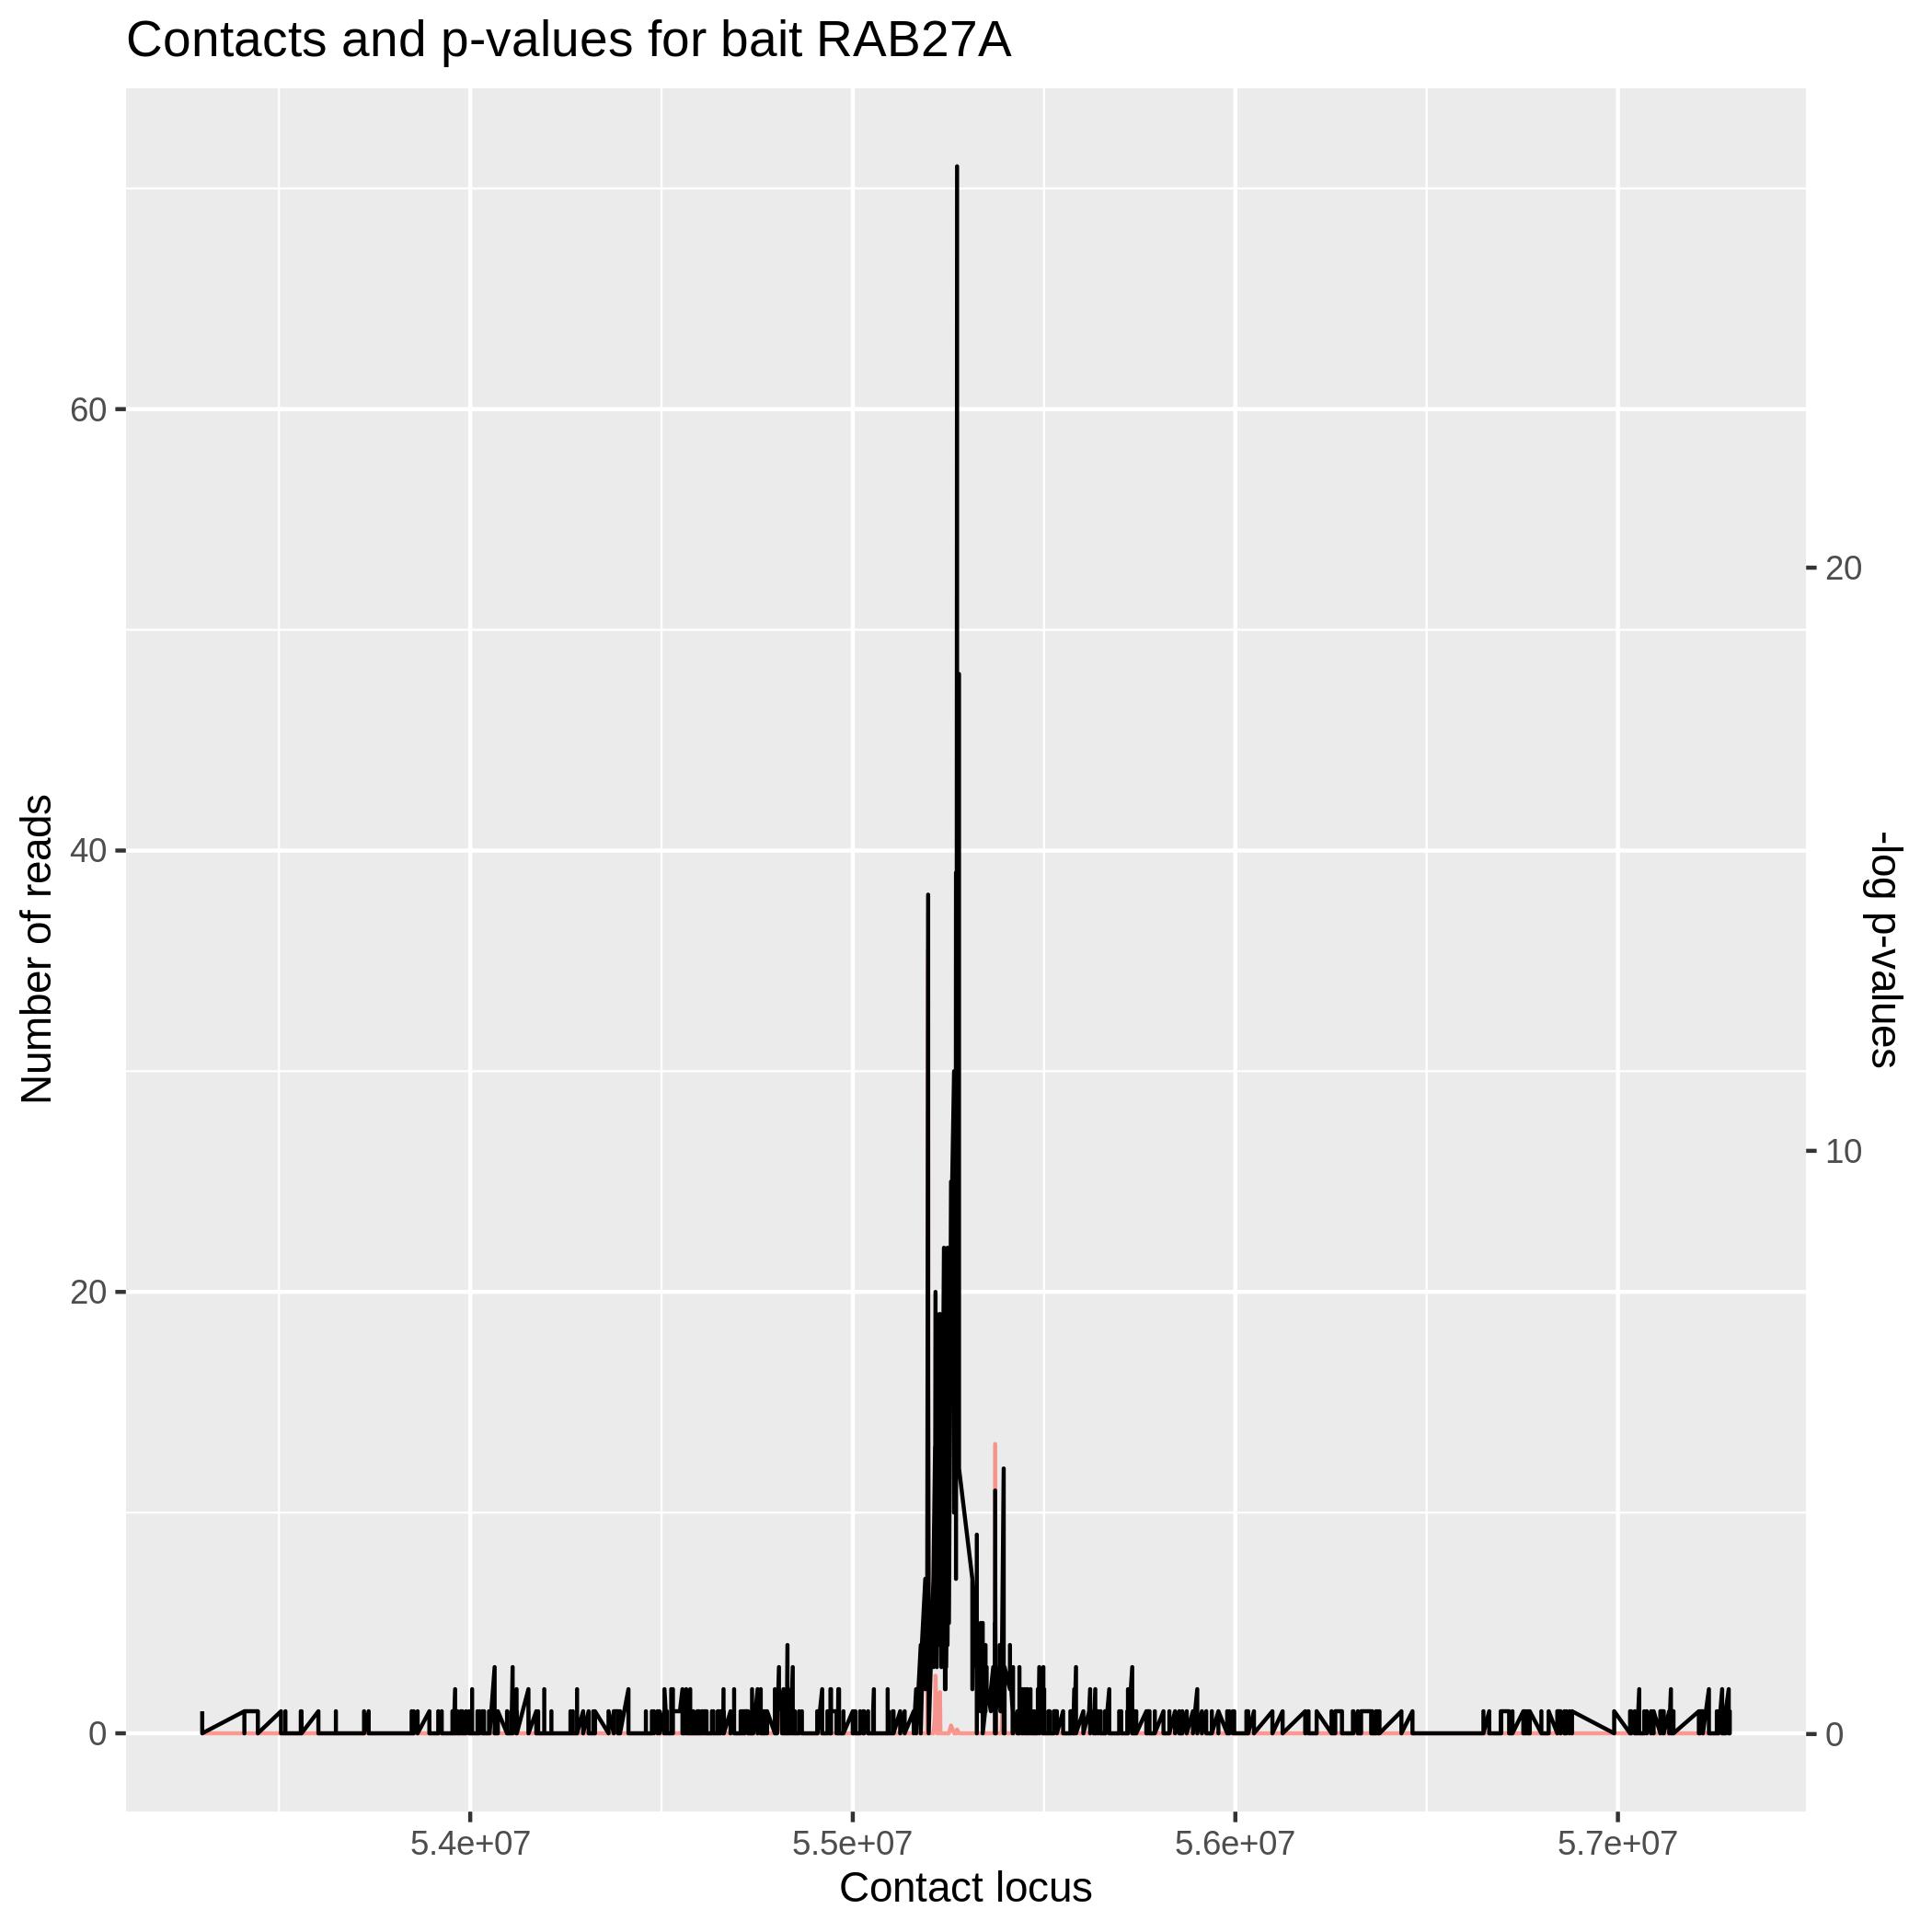 Contacts and p-values for bait RAB27A
Number of reads
60
40
20
0
20
10
0
-log p-values
5.4e+07
5.5e+07
5.6e+07
5.7e+07
Contact locus